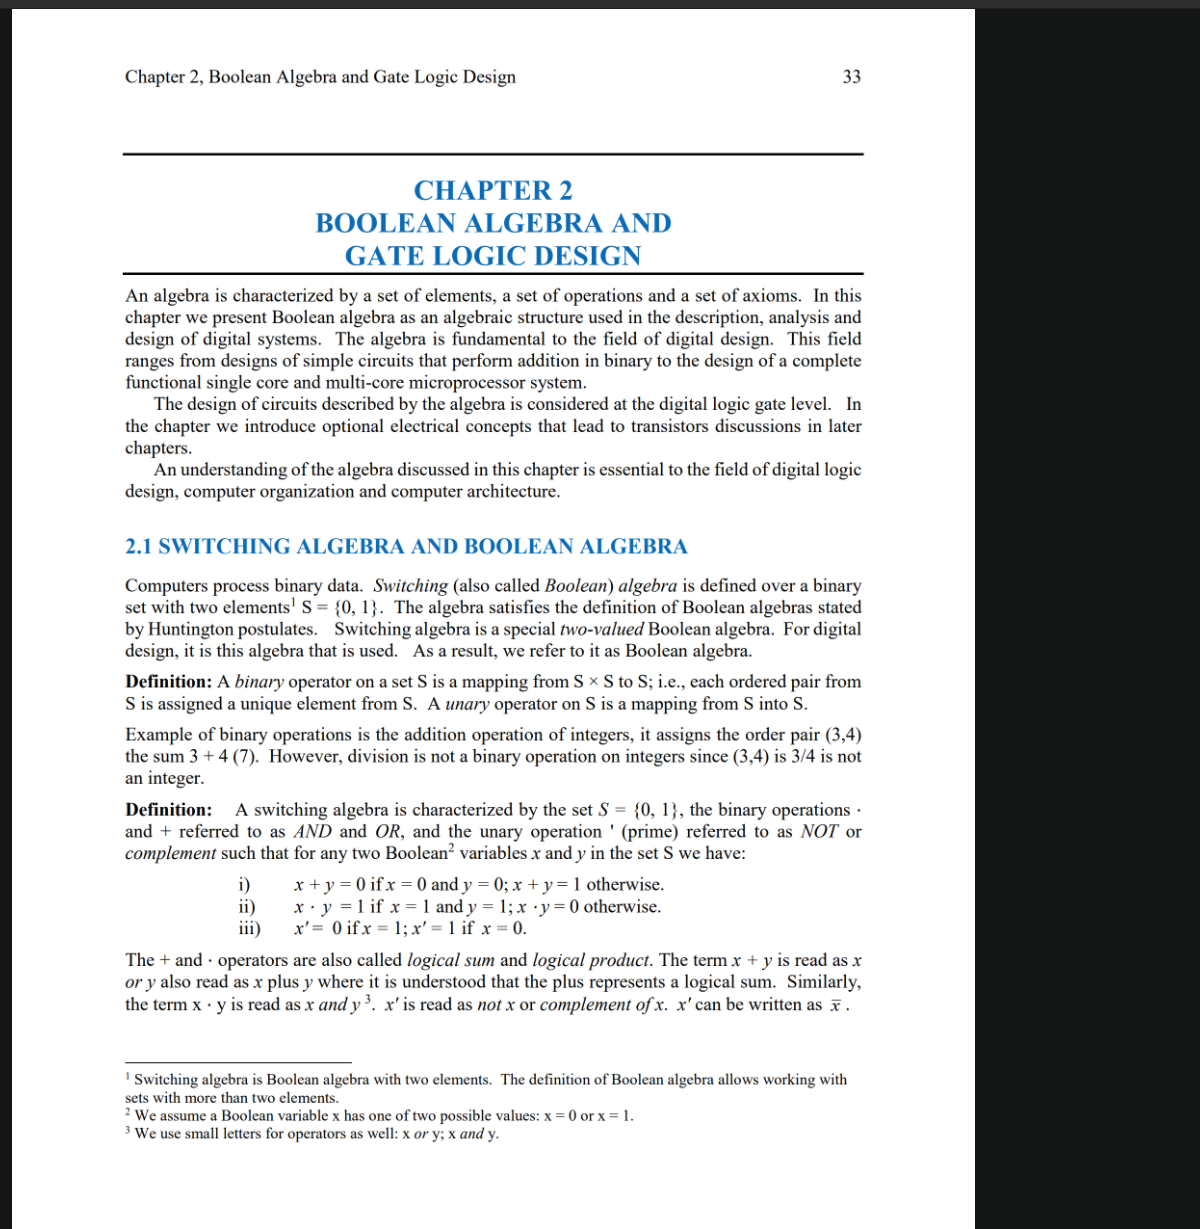 Chapter 2, Boolean Algebra and Gate Logic Design 33
CHAPTER 2
BOOLEAN ALGEBRA AND
GATE LOGIC DESIGN
An algebra is characterized by a set of elements, a set of operations and a set of axioms. In this
chapter we present Boolean algebra as an algebraic structure used in the description, analysis and
design of digital systems. The algebra is fundamental to the field of digital design. This field
ranges from designs of simple circuits that perform addition in binary to the design of a complete
functional single core and multi-core microprocessor system.
The design of circuits described by the algebra is considered at the digital logic gate level. In
the chapter we introduce optional electrical concepts that lead to transistors discussions in later
chapters.
An understanding of the algebra discussed in this chapter is essential to the field of digital logic
design, computer organization and computer architecture.
2.1 SWITCHING ALGEBRA AND BOOLEAN ALGEBRA
Computers process binary data. Switching (also called Boolean) algebra is defined over a binary
set with two elements¹ S = {0, 1}. The algebra satisfies the definition of Boolean algebras stated
by Huntington postulates. Switching algebra is a special two-valued Boolean algebra. For digital
design, it is this algebra that is used. As a result, we refer to it as Boolean algebra.
Definition: A binary operator on a set S is a mapping from S × S to S; i.e., each ordered pair from
S is assigned a unique element from S. A unary operator on S is a mapping from S into S.
Example of binary operations is the addition operation of integers, it assigns the order pair (3,4)
the sum 3 + 4 (7). However, division is not a binary operation on integers since (3,4) is 3/4 is not
an integer.
Definition: A switching algebra is characterized by the set S = {0, 1}, the binary operations ·
and + referred to as AND and OR, and the unary operation ' (prime) referred to as NOT or
complement such that for any two Boolean² variables x and y in the set S we have:
i) x + y = 0 if x = 0 and y = 0; x + y = 1 otherwise.
ii) x · y = 1 if x = 1 and y = 1; x · y = 0 otherwise.
iii) x' = 0 if x = 1; x' = 1 if x = 0.
The + and · operators are also called logical sum and logical product. The term x + y is read as x
or y also read as x plus y where it is understood that the plus represents a logical sum. Similarly,
the term x · y is read as x and y ³. x' is read as not x or complement of x. x' can be written as x̅ .
¹ Switching algebra is Boolean algebra with two elements. The definition of Boolean algebra allows working with
sets with more than two elements.
² We assume a Boolean variable x has one of two possible values: x = 0 or x = 1.
³ We use small letters for operators as well: x or y; x and y.